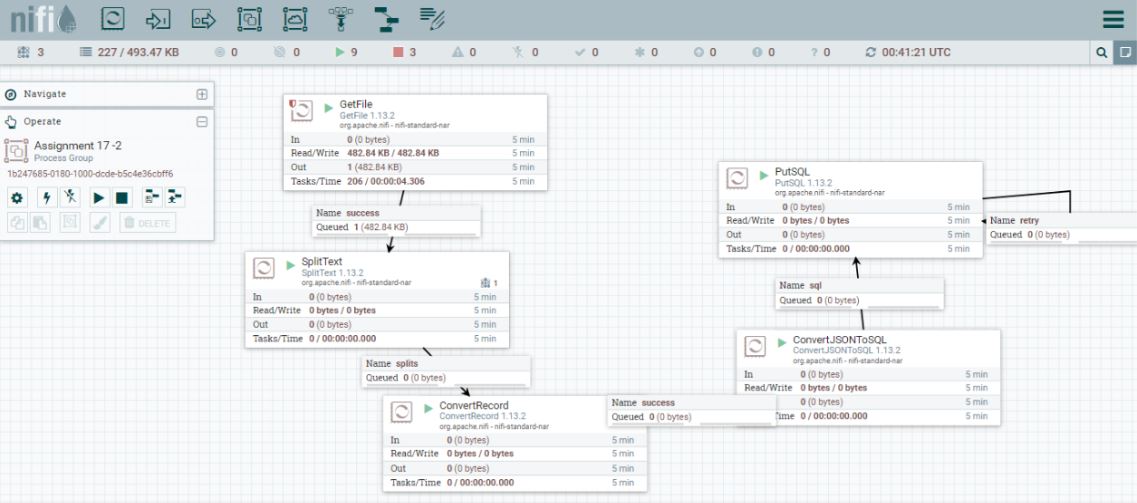 nifi
3
227 / 493.47 KB
0
0
9
3
0
0
0
0
0
0
0
00:41:21 UTC
Navigate
Operate
Assignment 17 -2
Process Group
1b247685-0180-1000-dcde-b5c4e36cbff6
DELETE
GetFile
GetFile 1.13.2
org.apache.nifi - nifi-standard-nar
In 0 (0 bytes) 5 min
Read/Write 482.84 KB / 482.84 KB 5 min
Out 1 (482.84 KB) 5 min
Tasks/Time 206 / 00:00:04.306 5 min
Name success
Queued 1 (482.84 KB)
SplitText
SplitText 1.13.2
org.apache.nifi - nifi-standard-nar
1
In 0 (0 bytes) 5 min
Read/Write 0 bytes / 0 bytes 5 min
Out 0 (0 bytes) 5 min
Tasks/Time 0 / 00:00:00.000 5 min
Name splits
Queued 0 (0 bytes)
ConvertRecord
ConvertRecord 1.13.2
org.apache.nifi - nifi-standard-nar
In 0 (0 bytes) 5 min
Read/Write 0 bytes / 0 bytes 5 min
Out 0 (0 bytes) 5 min
Tasks/Time 0 / 00:00:00.000 5 min
Name success
Queued 0 (0 bytes)
ConvertJSONToSQL
ConvertJSONToSQL 1.13.2
org.apache.nifi - nifi-standard-nar
In 0 (0 bytes) 5 min
Read/Write 0 bytes / 0 bytes 5 min
0 (0 bytes) 5 min
Time 0 / 00:00:00.000 5 min
Name sql
Queued 0 (0 bytes)
PutSQL
PutSQL 1.13.2
org.apache.nifi - nifi-standard-nar
In 0 (0 bytes) 5 min
Read/Write 0 bytes / 0 bytes 5 min
Out 0 (0 bytes) 5 min
Tasks/Time 0 / 00:00:00.000 5 min
Name retry
Queued 0 (0 bytes)